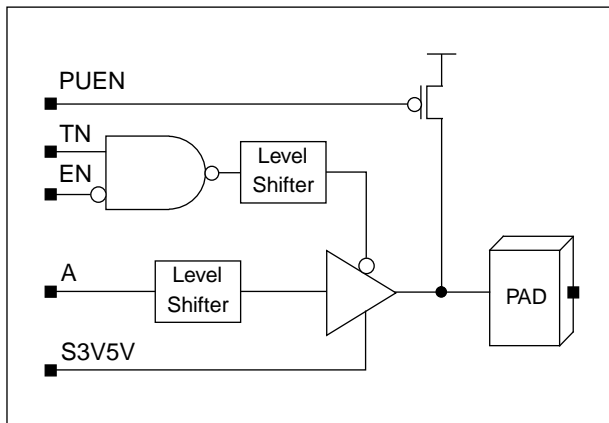 PUEN
TN
EN
Level
Shifter
A
Level
Shifter
PAD
S3V5V